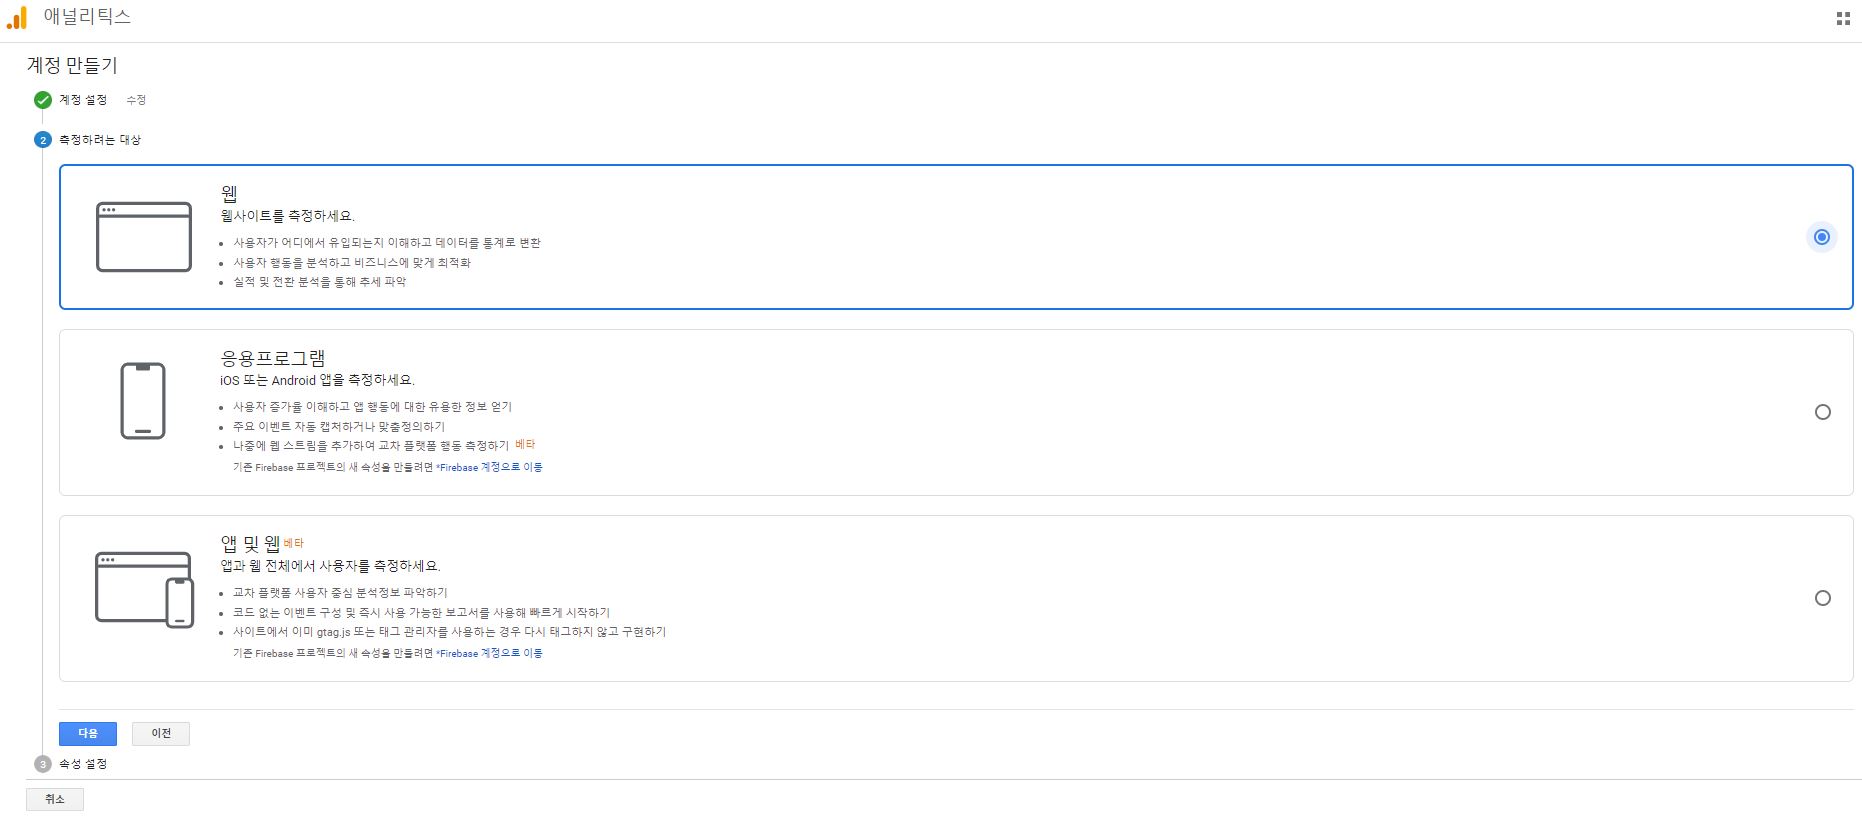 애널리틱스
계정 만들기
계정 설정 수정
2 측정하려는 대상
웹
웹사이트를 측정하세요.
사용자가 어디에서 유입되는지 이해하고 데이터를 통계로 변환
사용자 행동을 분석하고 비즈니스에 맞게 최적화
실적 및 전환 분석을 통해 추세 파악
응용프로그램
iOS 또는 Android 앱을 측정하세요.
사용자 증가율 이해하고 앱 행동에 대한 유용한 정보 얻기
주요 이벤트 자동 캡처하거나 맞춤정의하기
나중에 웹 스트림을 추가하여 교차 플랫폼 행동 측정하기 베타
기존 Firebase 프로젝트의 새 속성을 만들려면 *Firebase 계정으로 이동
앱 및 웹 베타
앱과 웹 전체에서 사용자를 측정하세요.
교차 플랫폼 사용자 중심 분석정보 파악하기
코드 없는 이벤트 구성 및 즉시 사용 가능한 보고서를 사용해 빠르게 시작하기
사이트에서 이미 gtag.js 또는 태그 관리자를 사용하는 경우 다시 태그하지 않고 구현하기
기존 Firebase 프로젝트의 새 속성을 만들려면 *Firebase 계정으로 이동
다음 이전
3 속성 설정
취소